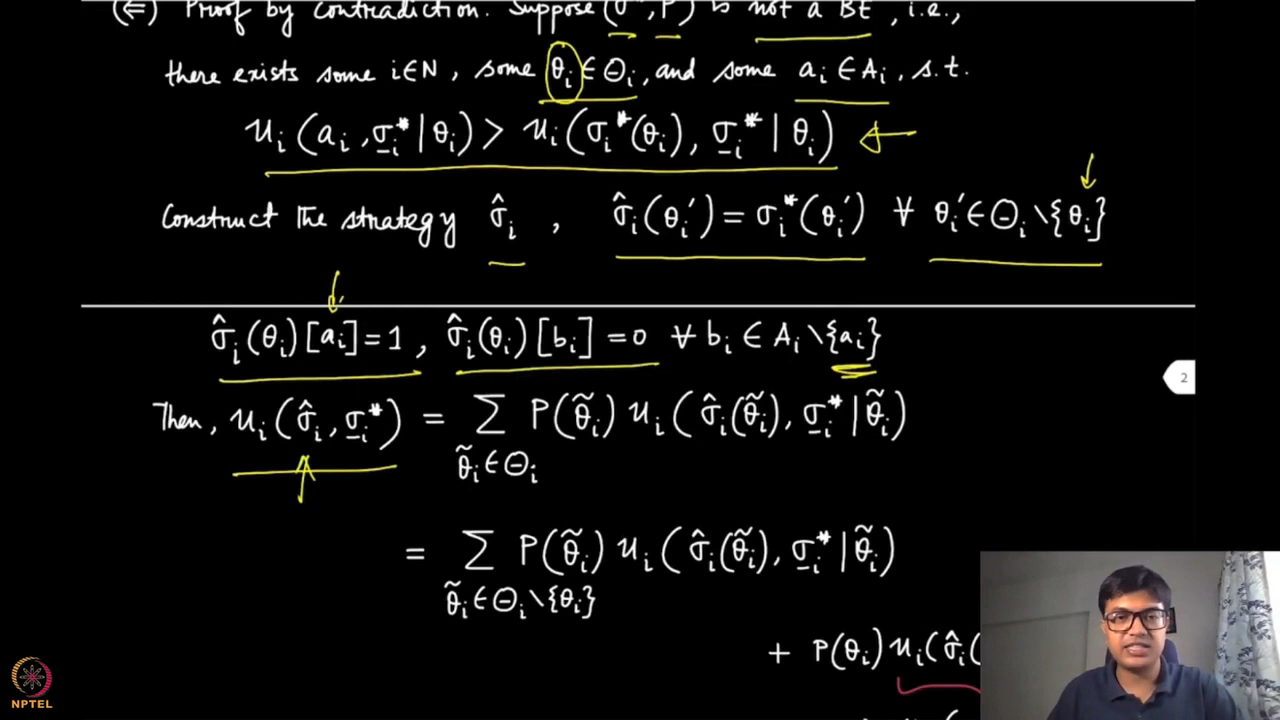 (⇐) Proof by contradiction. Suppose (σ*, P) is not a BE, i.e.,
there exists some i∈N, some θᵢ∈Θᵢ, and some aᵢ∈Aᵢ, s.t.
uᵢ(aᵢ, σ̲ᵢ*|θᵢ) > uᵢ(σᵢ*(θᵢ), σ̲ᵢ*|θᵢ) ←
Construct the strategy σ̂ᵢ, σ̂ᵢ(θᵢ′) = σᵢ*(θᵢ′) ∀ θᵢ′∈Θᵢ\{θᵢ}
σ̂ᵢ(θᵢ)[aᵢ]=1, σ̂ᵢ(θᵢ)[bᵢ]=0 ∀ bᵢ∈Aᵢ\{aᵢ}
2
Then, uᵢ(σ̂ᵢ, σ̲ᵢ*) = Σ P(θ̃ᵢ) uᵢ(σ̂ᵢ(θ̃ᵢ), σ̲ᵢ*|θ̃ᵢ)
θ̃ᵢ∈Θᵢ
= Σ P(θ̃ᵢ) uᵢ(σ̂ᵢ(θ̃ᵢ), σ̲ᵢ*|θ̃ᵢ)
θ̃ᵢ∈Θᵢ\{θᵢ}
+ P(θᵢ) uᵢ(σ̂ᵢ(
NPTEL